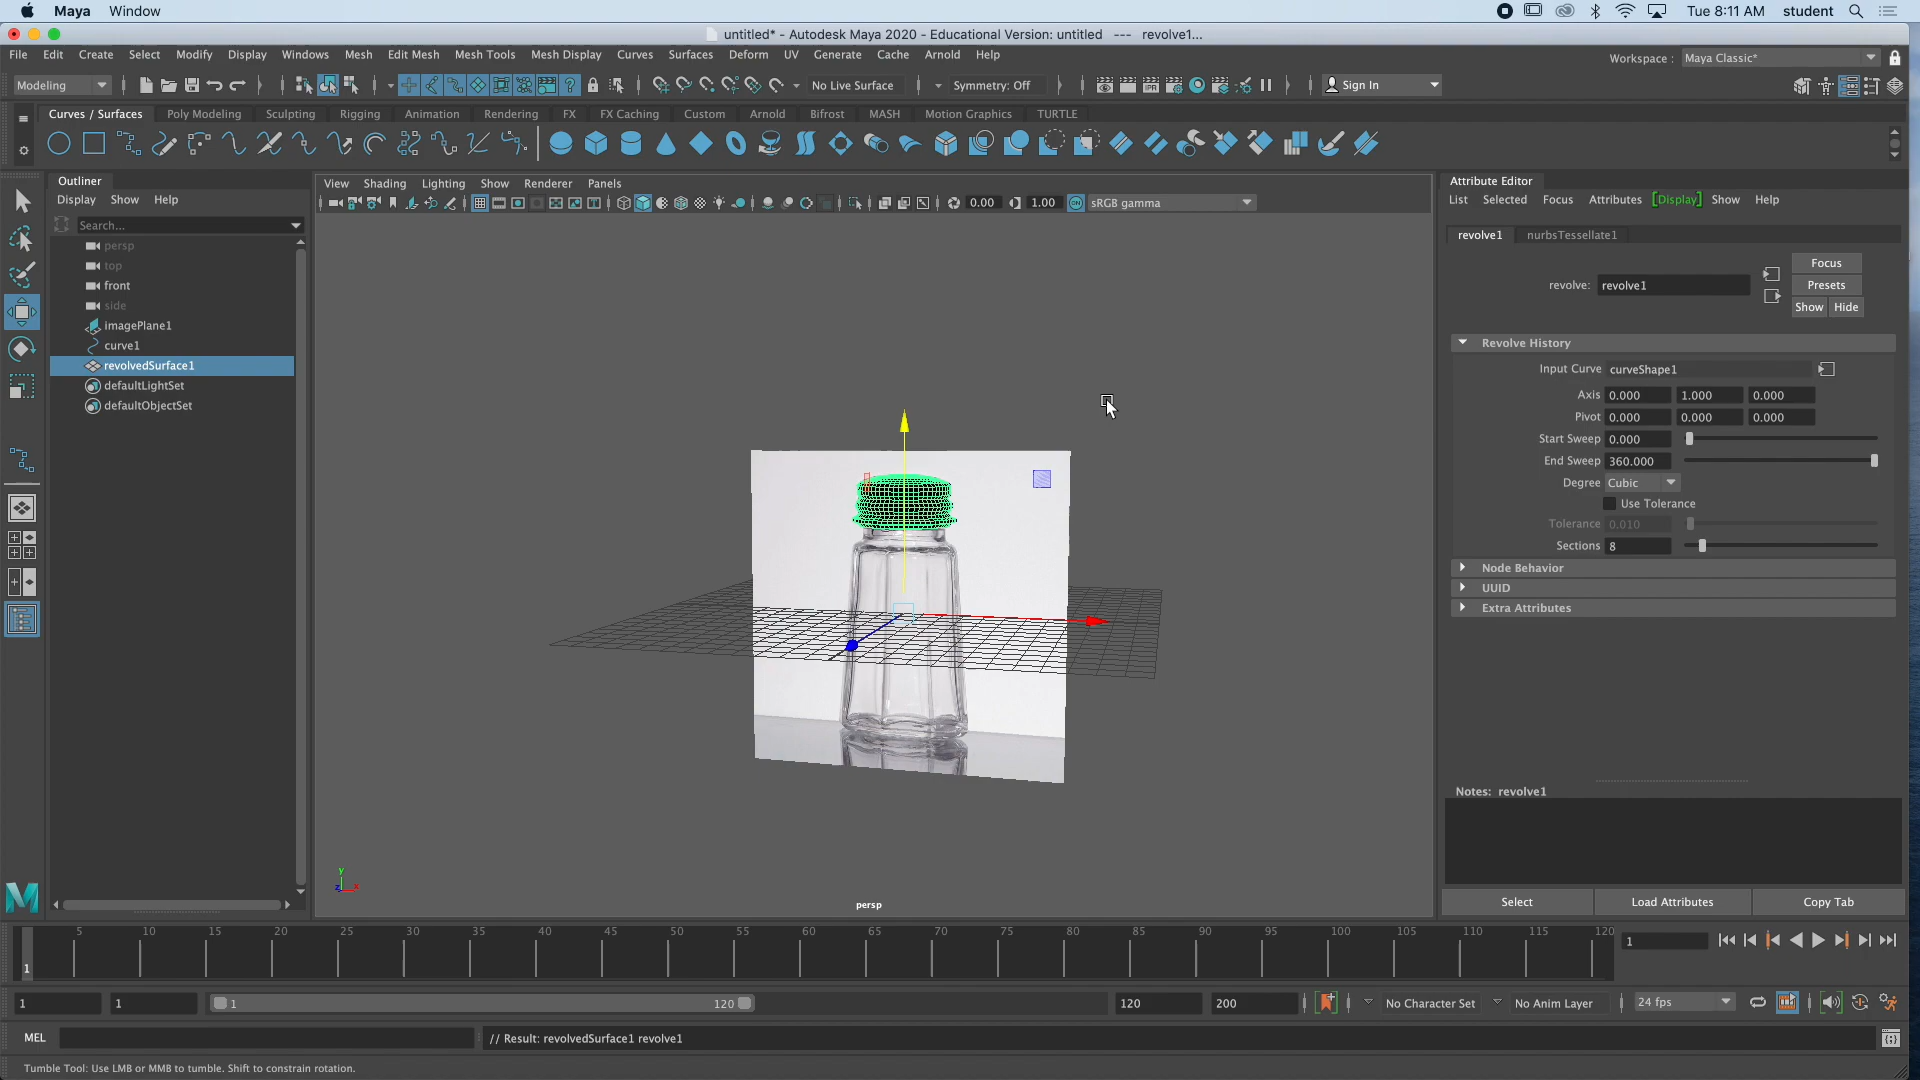 Maya Window Tue 8:11 AM student
untitled* - Autodesk Maya 2020 - Educational Version: untitled --- revolve1...
File Edit Create Select Modify Display Windows Mesh Edit Mesh Mesh Tools Mesh Display Curves Surfaces Deform UV Generate Cache Arnold Help Workspace : Maya Classic*
Modeling No Live Surface Symmetry: Off Sign In
Curves / Surfaces Poly Modeling Sculpting Rigging Animation Rendering FX FX Caching Custom Arnold Bifrost MASH Motion Graphics TURTLE
Outliner
Display Show Help
Search...
persp
top
front
side
imagePlane1
curve1
revolvedSurface1
defaultLightSet
defaultObjectSet
View Shading Lighting Show Renderer Panels
0.00 1.00 ON sRGB gamma
y
z x
persp
Attribute Editor
List Selected Focus Attributes [Display] Show Help
revolve1 nurbsTessellate1
Focus
revolve: revolve1 Presets
Show Hide
Revolve History
Input Curve curveShape1
Axis 0.000 1.000 0.000
Pivot 0.000 0.000 0.000
Start Sweep 0.000
End Sweep 360.000
Degree Cubic
Use Tolerance
Tolerance 0.010
Sections 8
Node Behavior
UUID
Extra Attributes
Notes: revolve1
Select Load Attributes Copy Tab
5 10 15 20 25 30 35 40 45 50 55 60 65 70 75 80 85 90 95 100 105 110 115 120
1 1
1 1 1 120 120 200 No Character Set No Anim Layer 24 fps
MEL // Result: revolvedSurface1 revolve1
Tumble Tool: Use LMB or MMB to tumble. Shift to constrain rotation.